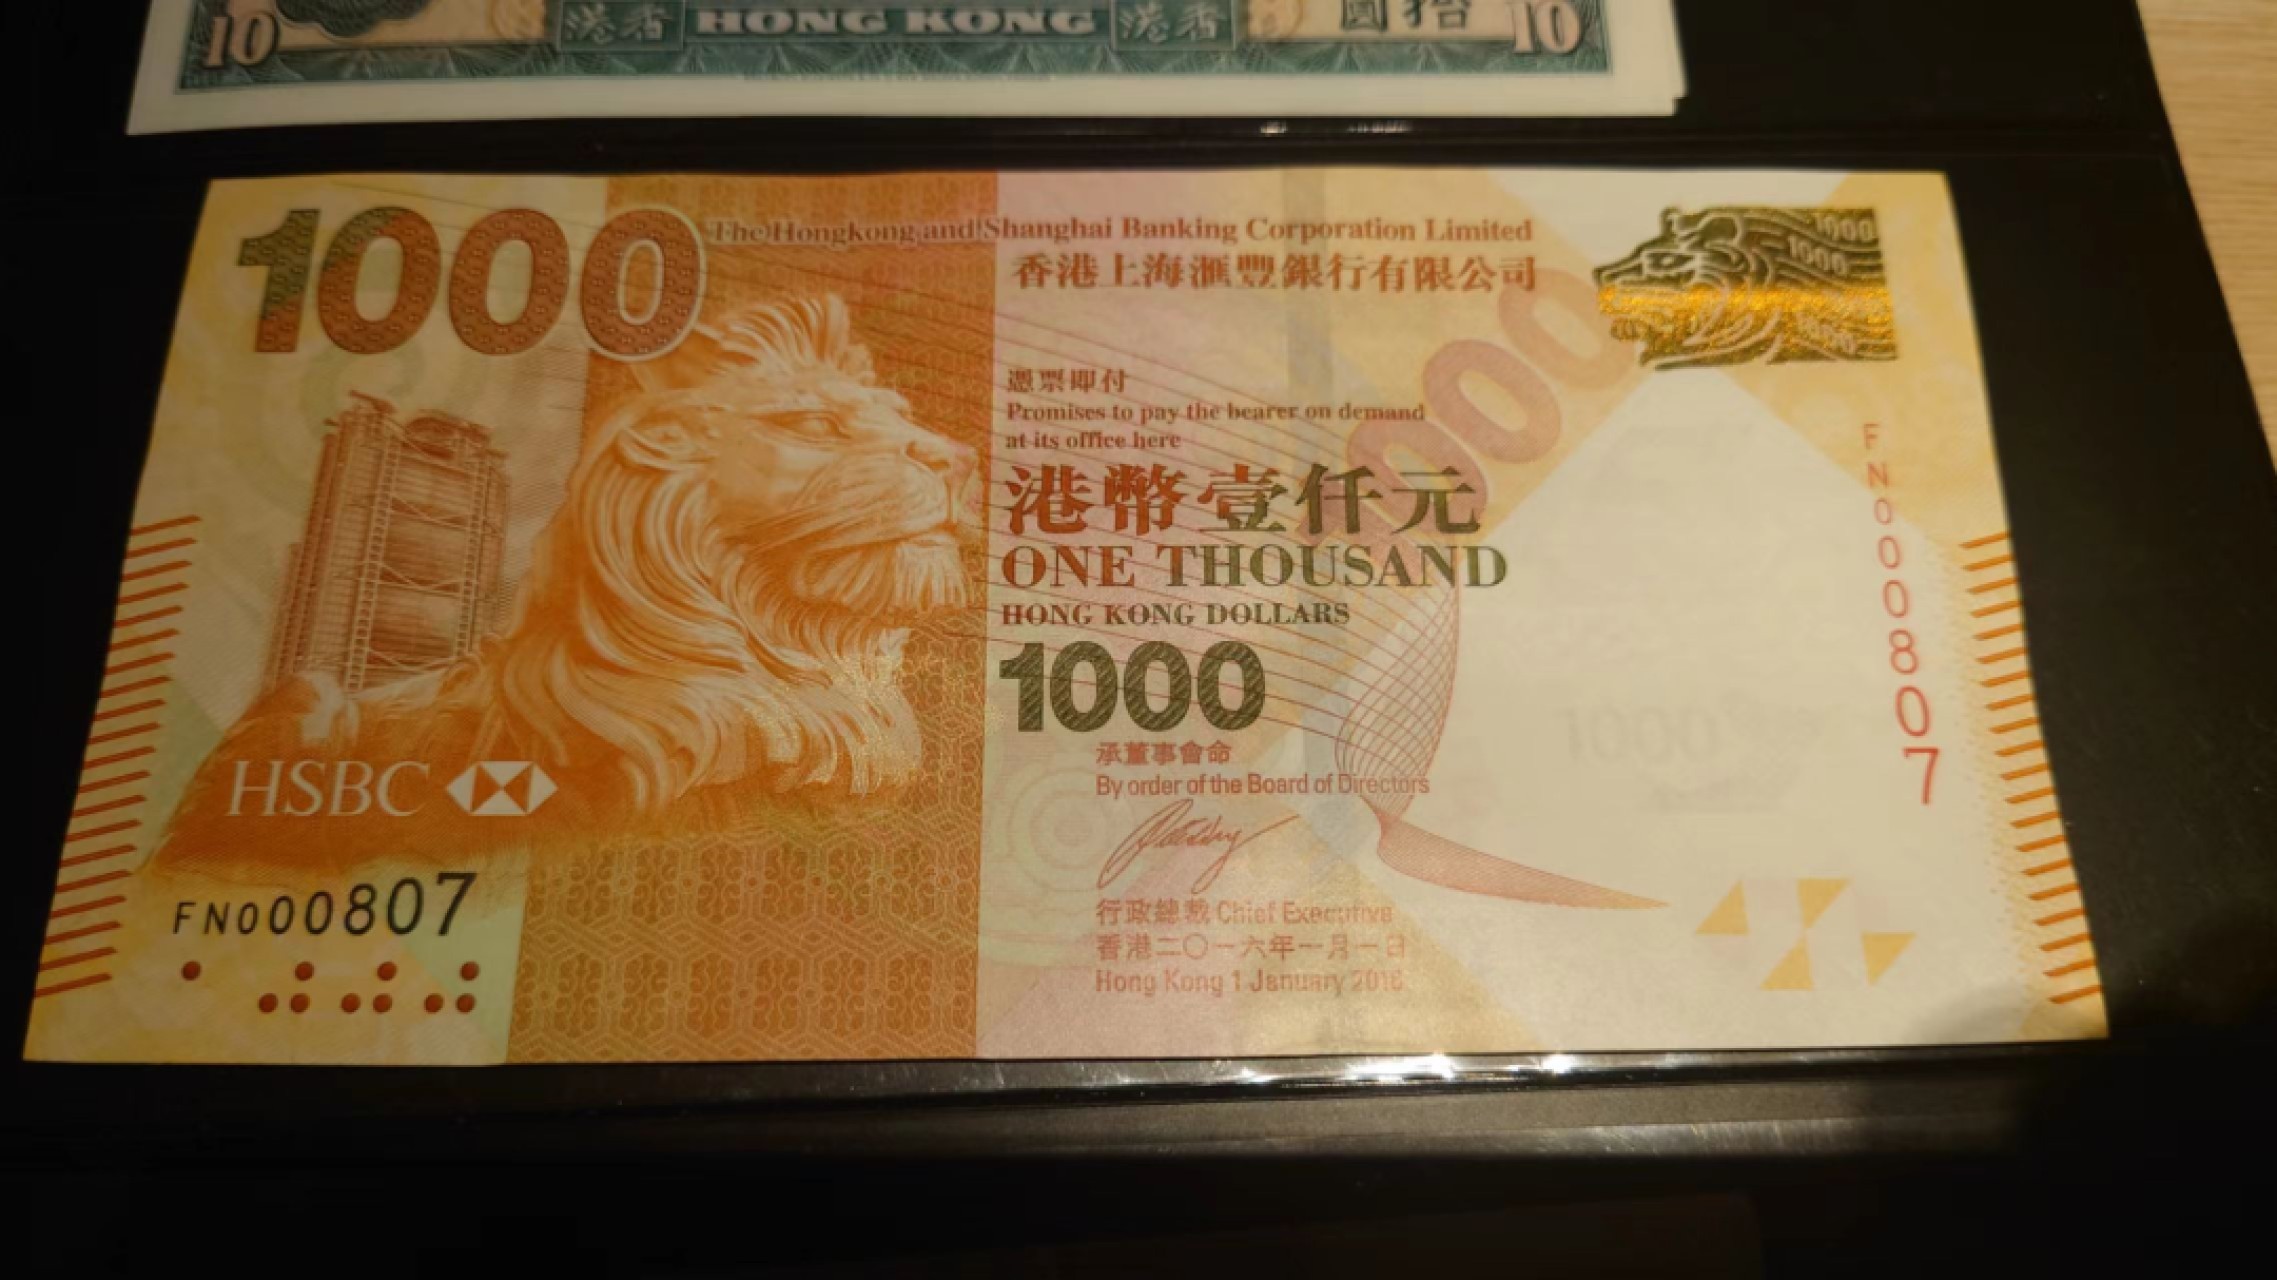 10 港香 HONG KONG 港香 圓拾 10
1000
The Hongkong and Shanghai Banking Corporation Limited
香港上海滙豐銀行有限公司
1000
1000
1000
1000
憑票即付
Promises to pay the bearer on demand
at its office here
港幣壹仟元
ONE THOUSAND
HONG KONG DOLLARS
1000
1000
承董事會命
By order of the Board of Directors
HSBC
FN000807
FN000807
行政總裁 Chief Executive
香港二〇一六年一月一日
Hong Kong 1 January 2016